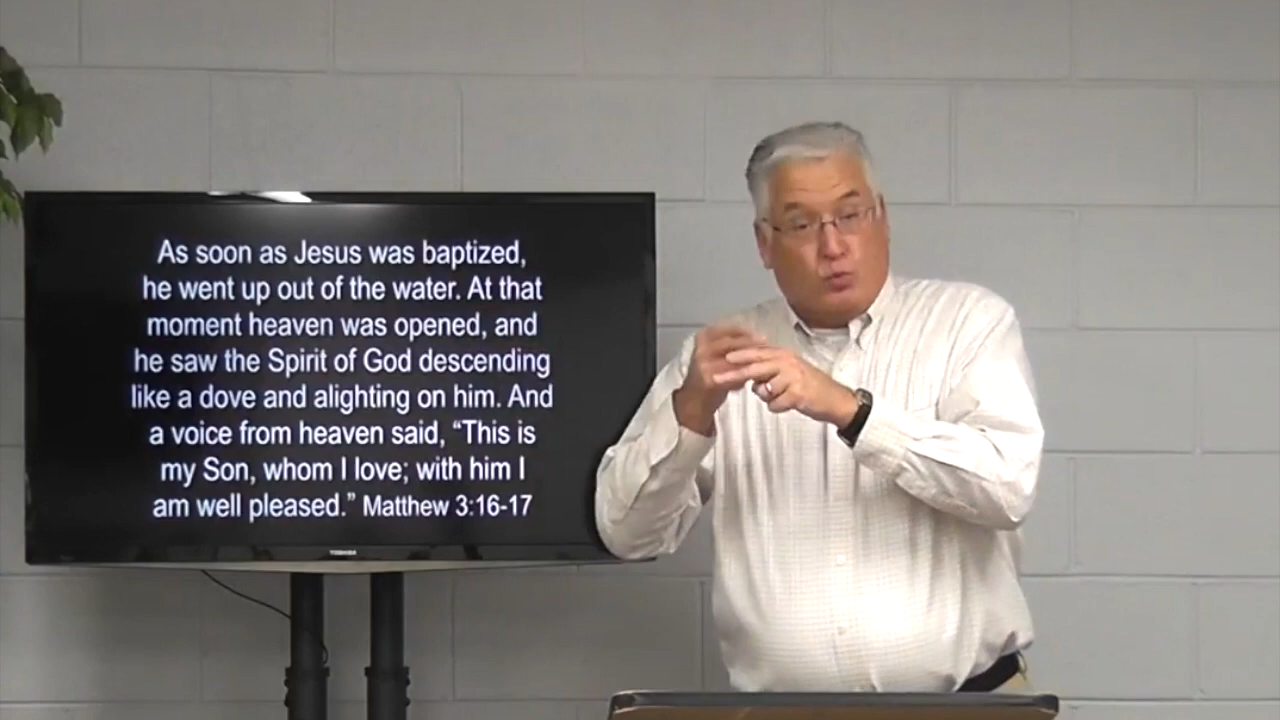 As soon as Jesus was baptized,
he went up out of the water. At that
moment heaven was opened, and
he saw the Spirit of God descending
like a dove and alighting on him. And
a voice from heaven said, “This is
my Son, whom I love; with him I
am well pleased.” Matthew 3:16-17
TOSHIBA